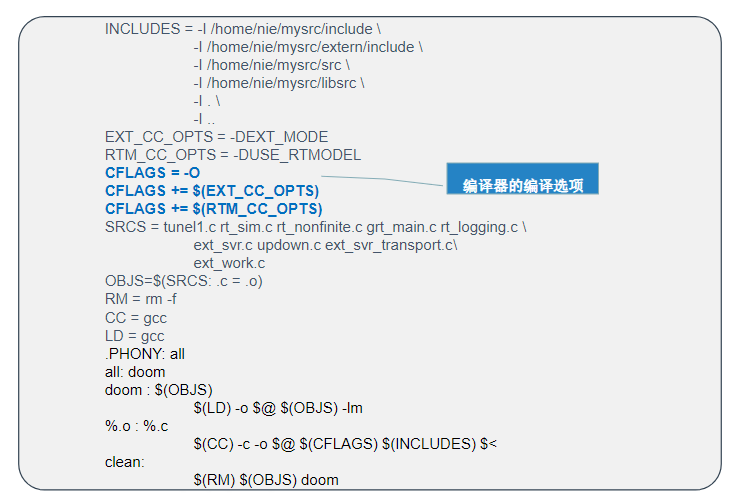 INCLUDES = -I /home/nie/mysrc/include \
-I /home/nie/mysrc/extern/include \
-I /home/nie/mysrc/src \
-I /home/nie/mysrc/libsrc \
-I . \
-I ..
EXT_CC_OPTS = -DEXT_MODE
RTM_CC_OPTS = -DUSE_RTMODEL
CFLAGS = -O
CFLAGS += $(EXT_CC_OPTS)
编译器的编译选项
CFLAGS += $(RTM_CC_OPTS)
SRCS = tunel1.c rt_sim.c rt_nonfinite.c grt_main.c rt_logging.c \
ext_svr.c updown.c ext_svr_transport.c\
ext_work.c
OBJS=$(SRCS: .c = .o)
RM = rm -f
CC = gcc
LD = gcc
.PHONY: all
all: doom
doom : $(OBJS)
$(LD) -o $@ $(OBJS) -lm
%.o : %.c
$(CC) -c -o $@ $(CFLAGS) $(INCLUDES) $<
clean:
$(RM) $(OBJS) doom